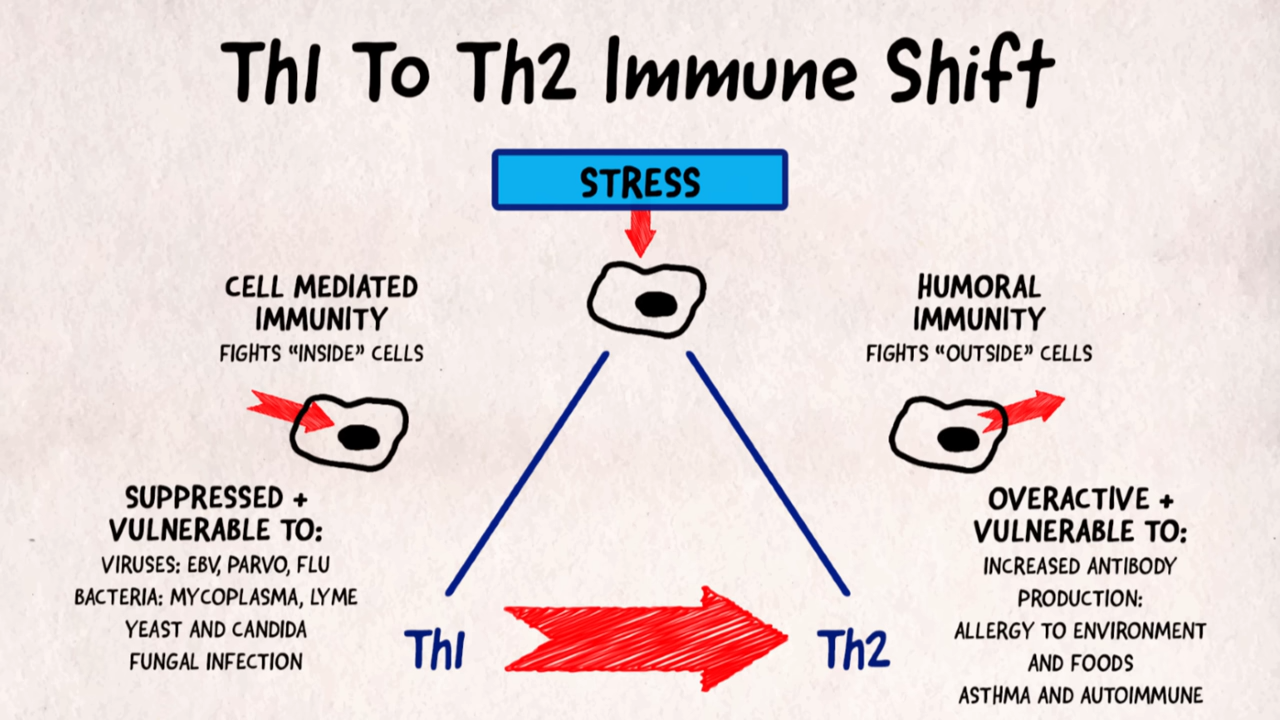 Th1 To Th2 Immune Shift
STRESS
CELL MEDIATED
IMMUNITY
FIGHTS “INSIDE” CELLS
SUPPRESSED +
VULNERABLE TO:
VIRUSES: EBV, PARVO, FLU
BACTERIA: MYCOPLASMA, LYME
YEAST AND CANDIDA
FUNGAL INFECTION
Th1
Th2
HUMORAL
IMMUNITY
FIGHTS “OUTSIDE” CELLS
OVERACTIVE +
VULNERABLE TO:
INCREASED ANTIBODY
PRODUCTION:
ALLERGY TO ENVIRONMENT
AND FOODS
ASTHMA AND AUTOIMMUNE